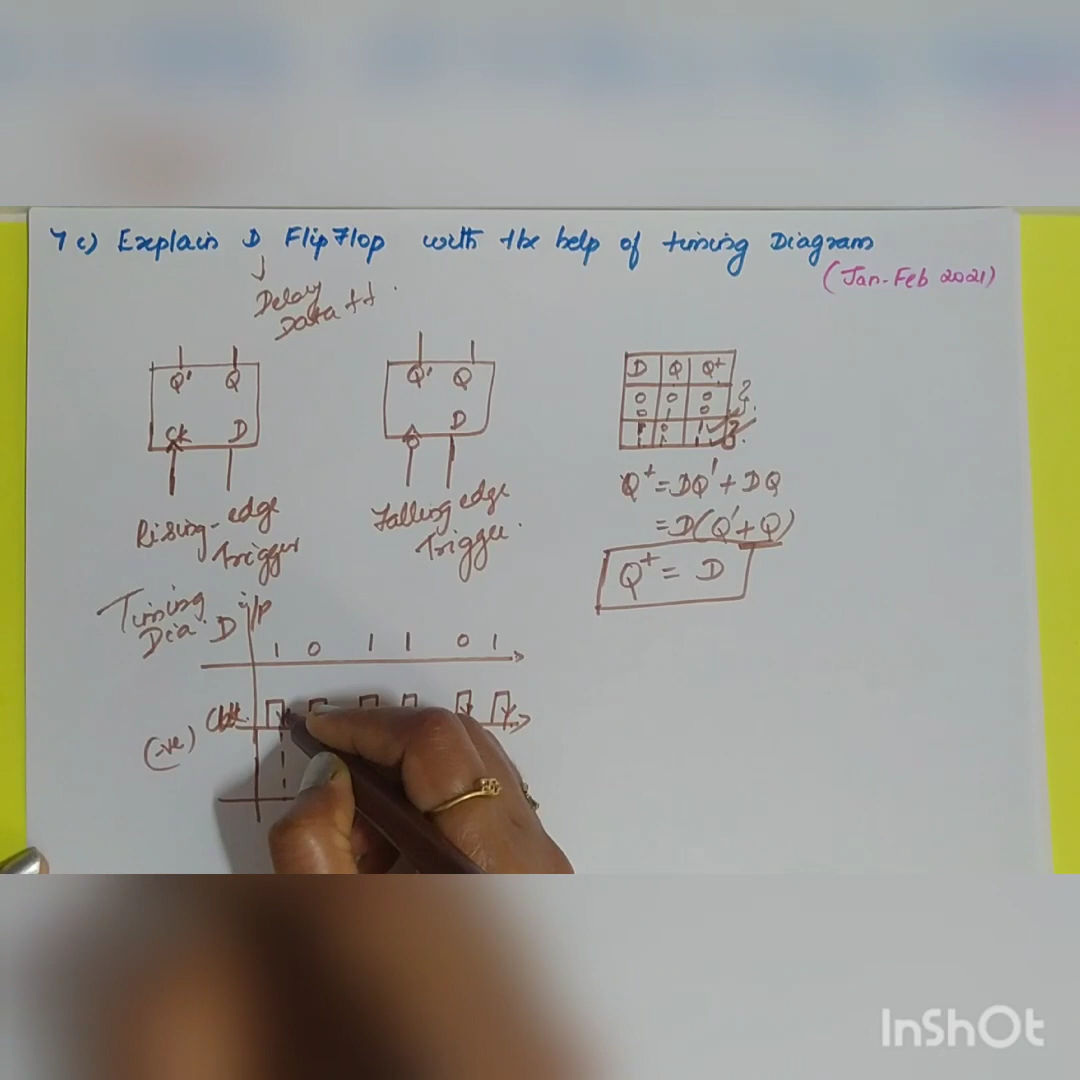 7 c) Explain D Flip Flop with the help of timing Diagram
(Jan-Feb 2021)
Delay
Data ff.
Q' Q
CK D
Rising-edge
Trigger
Q' Q
D
Falling edge
Trigger.
D Q Q+
0 0 0
0 1 0
1 0 1
1 1 1
Q+ = DQ' + DQ
= D(Q' + Q)
Q+ = D
Timing
Dia. D i/p
1 0 1 1 0 1
(-ve)
InShOt